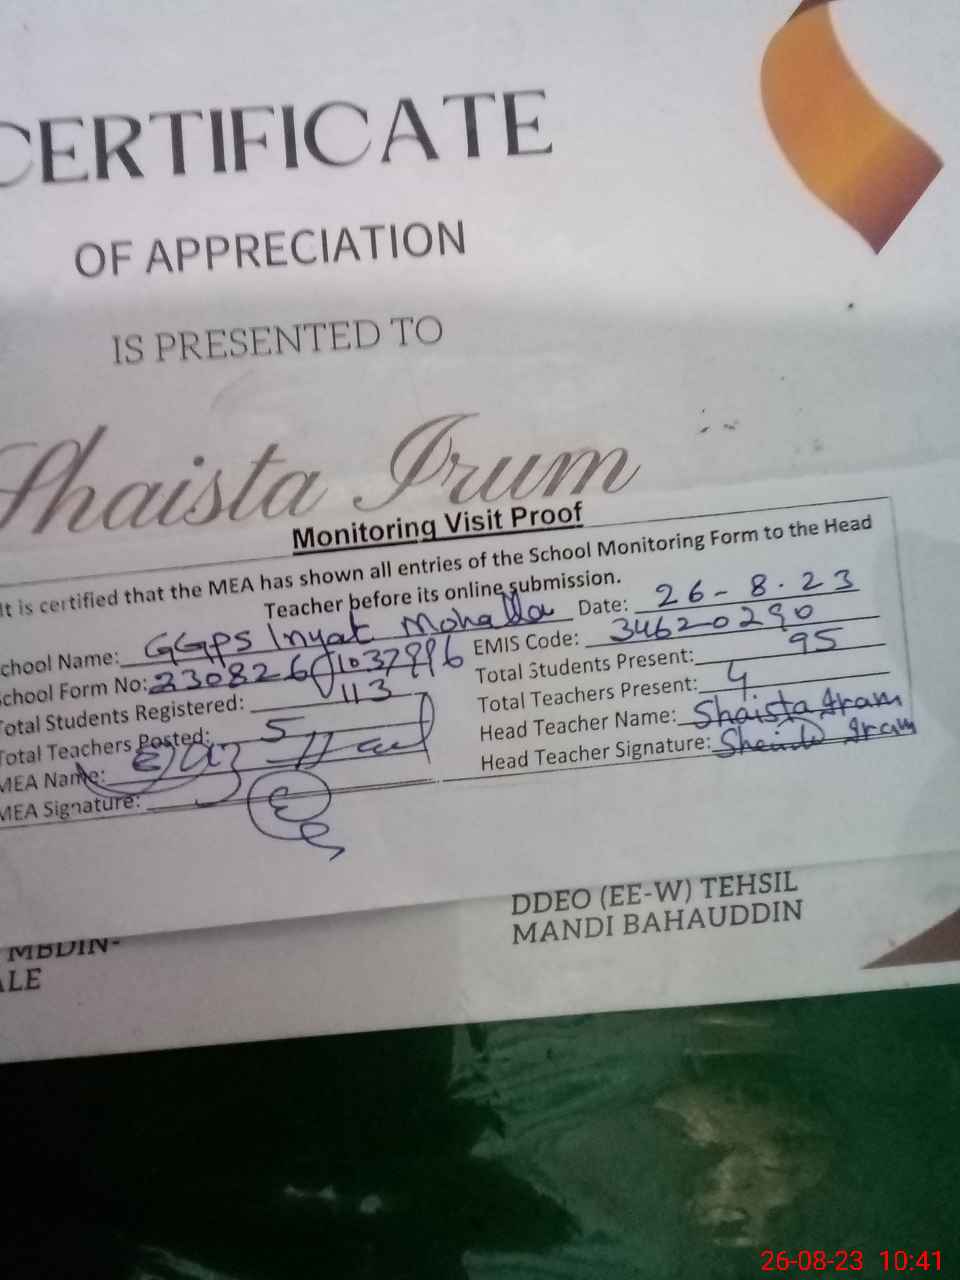 CERTIFICATE
OF APPRECIATION
IS PRESENTED TO
Shaista Irum
Monitoring Visit Proof
It is certified that the MEA has shown all entries of the School Monitoring Form to the Head
Teacher before its online submission.
School Name: GGPS Inyat Mohalla Date: 26-8.23
School Form No: EMIS Code: 34620290
Total Students Registered: 113 Total Students Present: 95
Total Teachers Posted: 5 Total Teachers Present: 4
MEA Name: Head Teacher Name: Shaista Iram
MEA Signature: Head Teacher Signature: Iram
MBDIN-
ALE
DDEO (EE-W) TEHSIL
MANDI BAHAUDDIN
26-08-23 10:41